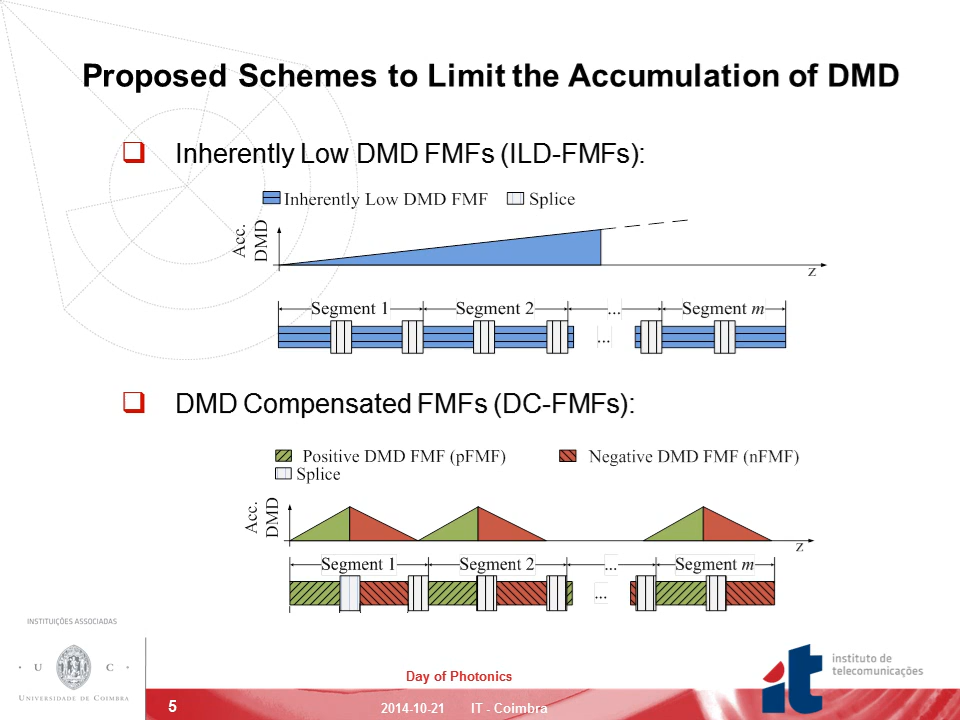 Proposed Schemes to Limit the Accumulation of DMD
Inherently Low DMD FMFs (ILD-FMFs):
Inherently Low DMD FMF Splice
Acc.
DMD
z
Segment 1 Segment 2 ... Segment m
...
DMD Compensated FMFs (DC-FMFs):
Positive DMD FMF (pFMF) Negative DMD FMF (nFMF)
Splice
Acc.
DMD
z
Segment 1 Segment 2 ... Segment m
...
INSTITUIÇÕES ASSOCIADAS
U C
UNIVERSIDADE DE COIMBRA
Day of Photonics
it instituto de
telecomunicações
5 2014-10-21 IT - Coimbra